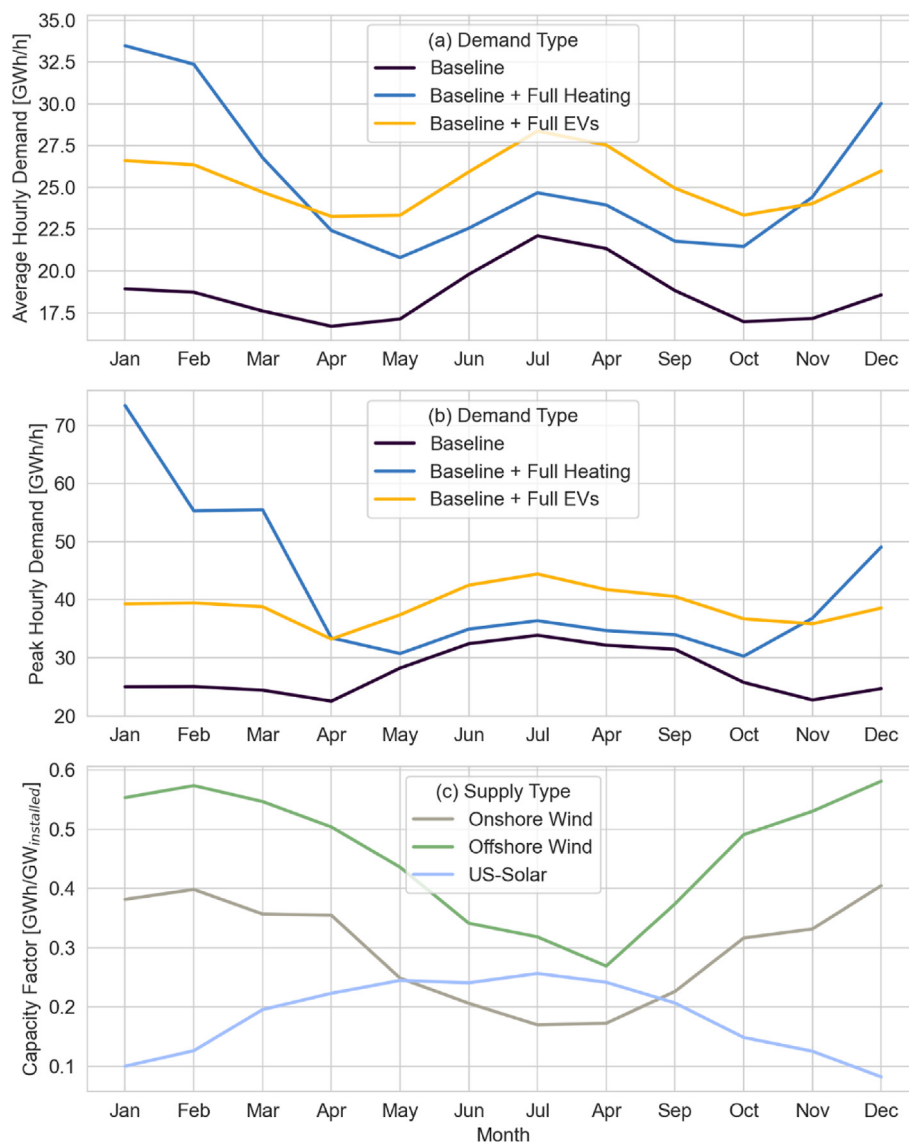 35.0
32.5
30.0
27.5
25.0
22.5
20.0
17.5
Average Hourly Demand [GWh/h]
(a) Demand Type
Baseline
Baseline + Full Heating
Baseline + Full EVs
Jan Feb Mar Apr May Jun Jul Apr Sep Oct Nov Dec
70
60
50
40
30
20
Peak Hourly Demand [GWh/h]
(b) Demand Type
Baseline
Baseline + Full Heating
Baseline + Full EVs
Jan Feb Mar Apr May Jun Jul Apr Sep Oct Nov Dec
0.6
0.5
0.4
0.3
0.2
0.1
Capacity Factor [GWh/GWinstalled]
(c) Supply Type
Onshore Wind
Offshore Wind
US-Solar
Jan Feb Mar Apr May Jun Jul Apr Sep Oct Nov Dec
Month